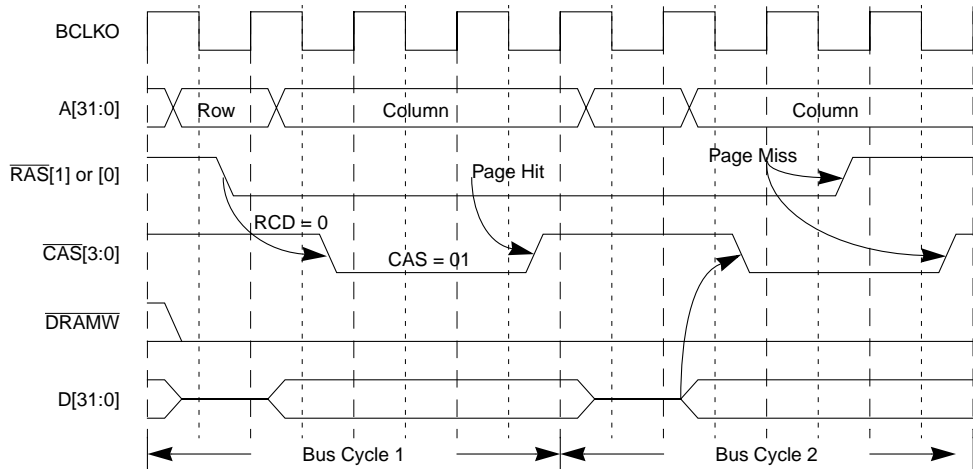 BCLKO
A[31:0]
Row
Column
Column
RAS[1] or [0]
Page Hit
Page Miss
RCD = 0
CAS[3:0]
CAS = 01
DRAMW
D[31:0]
Bus Cycle 1
Bus Cycle 2